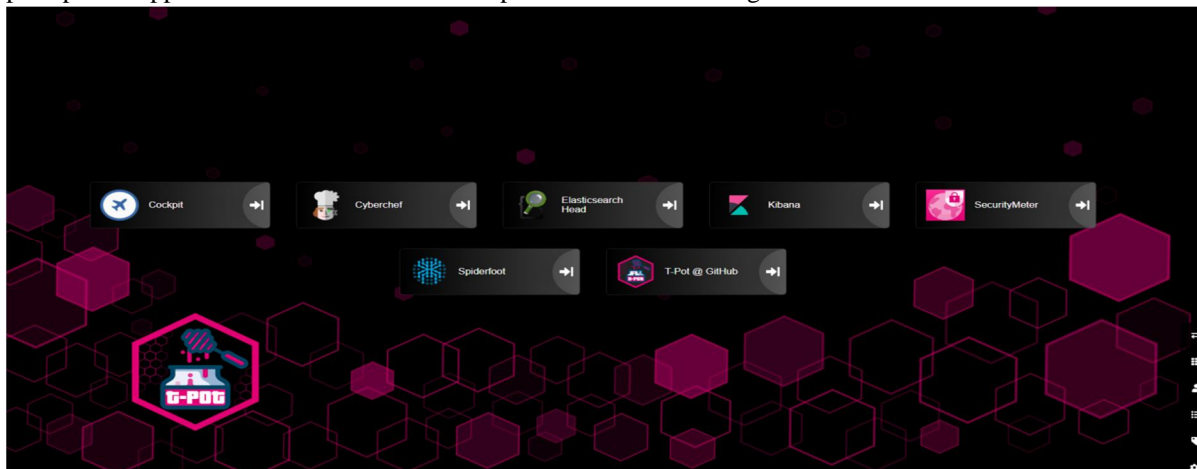 Cockpit
Cyberchef
Elasticsearch
Head
Kibana
SecurityMeter
Spiderfoot
T-Pot @ GitHub
T-POT